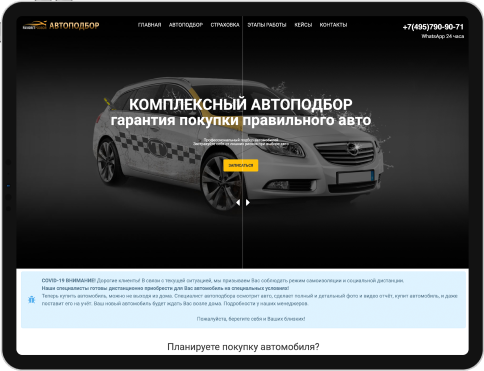 АВТОПОДБОР
ГЛАВНАЯ АВТОПОДБОР СТРАХОВКА ЭТАПЫ РАБОТЫ КЕЙСЫ КОНТАКТЫ
+7(495)790-90-71
WhatsApp 24 часа
КОМПЛЕКСНЫЙ АВТОПОДБОР
гарантия покупки правильного авто
Профессиональный подбор автомобилей
ЗАПИСАТЬСЯ
COVID-19 ВНИМАНИЕ! Дорогие клиенты! В связи с текущей ситуацией, мы призываем Вас соблюдать режим самоизоляции и социальной дистанции.
Наши специалисты готовы дистанционно приобрести для Вас автомобиль на специальных условиях!
Теперь купить автомобиль, можно не выходя из дома. Специалист автоподбора осмотрит авто, сделает полный и детальный фото и видео отчёт, купит автомобиль, и даже
поставит его на учёт. Ваш новый автомобиль будет ждать Вас возле дома. Подробности у наших менеджеров.
Пожалуйста, берегите себя и Ваших близких!
Планируете покупку автомобиля?